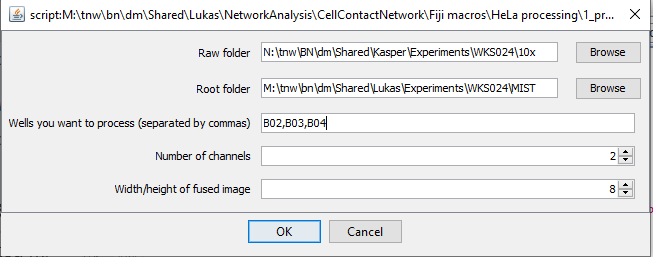 script:M:\tnw\bn\dm\Shared\Lukas\NetworkAnalysis\CellContactNetwork\Fiji macros\HeLa processing\1_pr...
Raw folder N:\tnw\BN\dm\Shared\Kasper\Experiments\WKS024\10x Browse
Root folder M:\tnw\bn\dm\Shared\Lukas\Experiments\WKS024\MIST Browse
Wells you want to process (separated by commas) B02,B03,B04
Number of channels 2
Width/height of fused image 8
OK Cancel